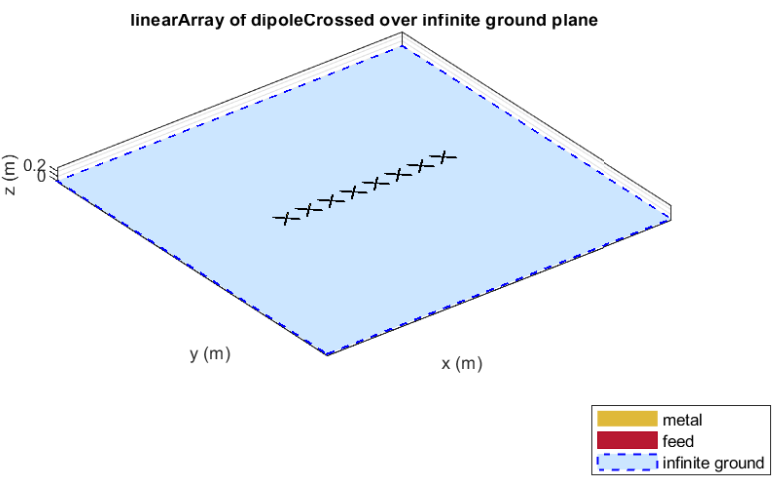 linearArray of dipoleCrossed over infinite ground plane
0.2
0
z (m)
y (m)
x (m)
metal
feed
infinite ground